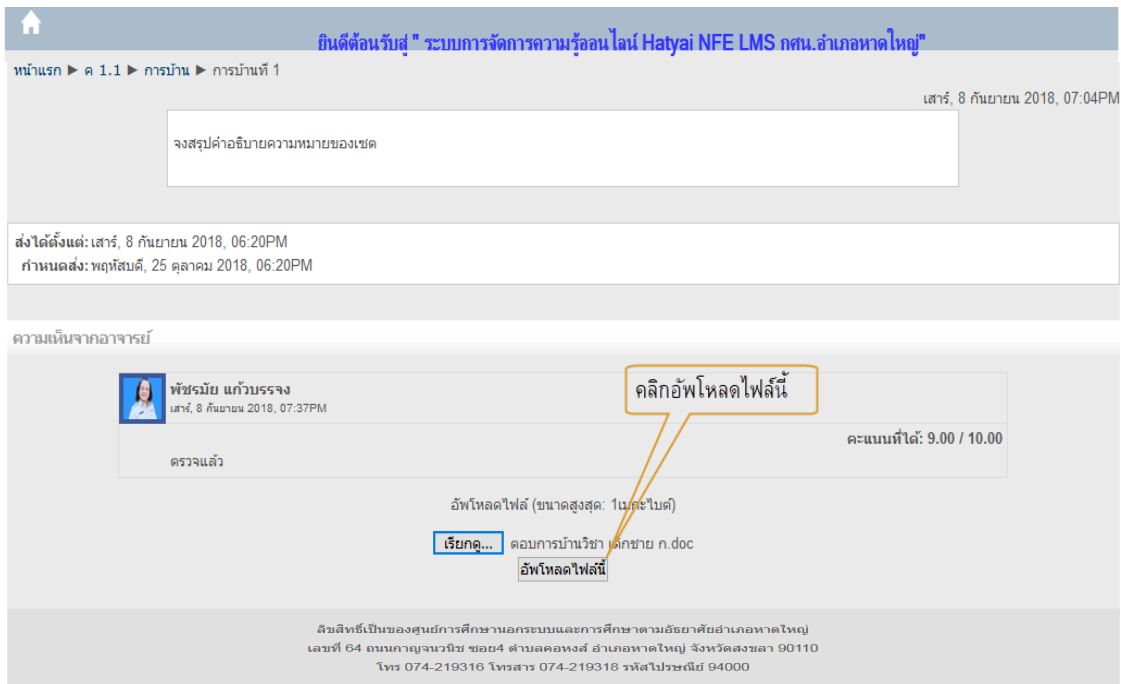 ยินดีต้อนรับสู่ " ระบบการจัดการความรู้ออนไลน์ Hatyai NFE LMS กศน.อำเภอหาดใหญ่"
หน้าแรก ► ค 1.1 ► การบ้าน ► การบ้านที่ 1
เสาร์, 8 กันยายน 2018, 07:04PM
จงสรุปคำอธิบายความหมายของเซต
ส่งได้ตั้งแต่: เสาร์, 8 กันยายน 2018, 06:20PM
กำหนดส่ง: พฤหัสบดี, 25 ตุลาคม 2018, 06:20PM
ความเห็นจากอาจารย์
พัชรมัย แก้วบรรจง
เสาร์, 8 กันยายน 2018, 07:37PM
คลิกอัพโหลดไฟล์นี้
คะแนนที่ได้: 9.00 / 10.00
ตรวจแล้ว
อัพโหลดไฟล์ (ขนาดสูงสุด: 1เมกะไบต์)
เรียกดู... ตอบการบ้านวิชา เด็กชาย ก.doc
อัพโหลดไฟล์นี้
ลิขสิทธิ์เป็นของศูนย์การศึกษานอกระบบและการศึกษาตามอัธยาศัยอำเภอหาดใหญ่
เลขที่ 64 ถนนกาญจนวนิช ซอย4 ตำบลคอหงส์ อำเภอหาดใหญ่ จังหวัดสงขลา 90110
โทร 074-219316 โทรสาร 074-219318 รหัสไปรษณีย์ 94000